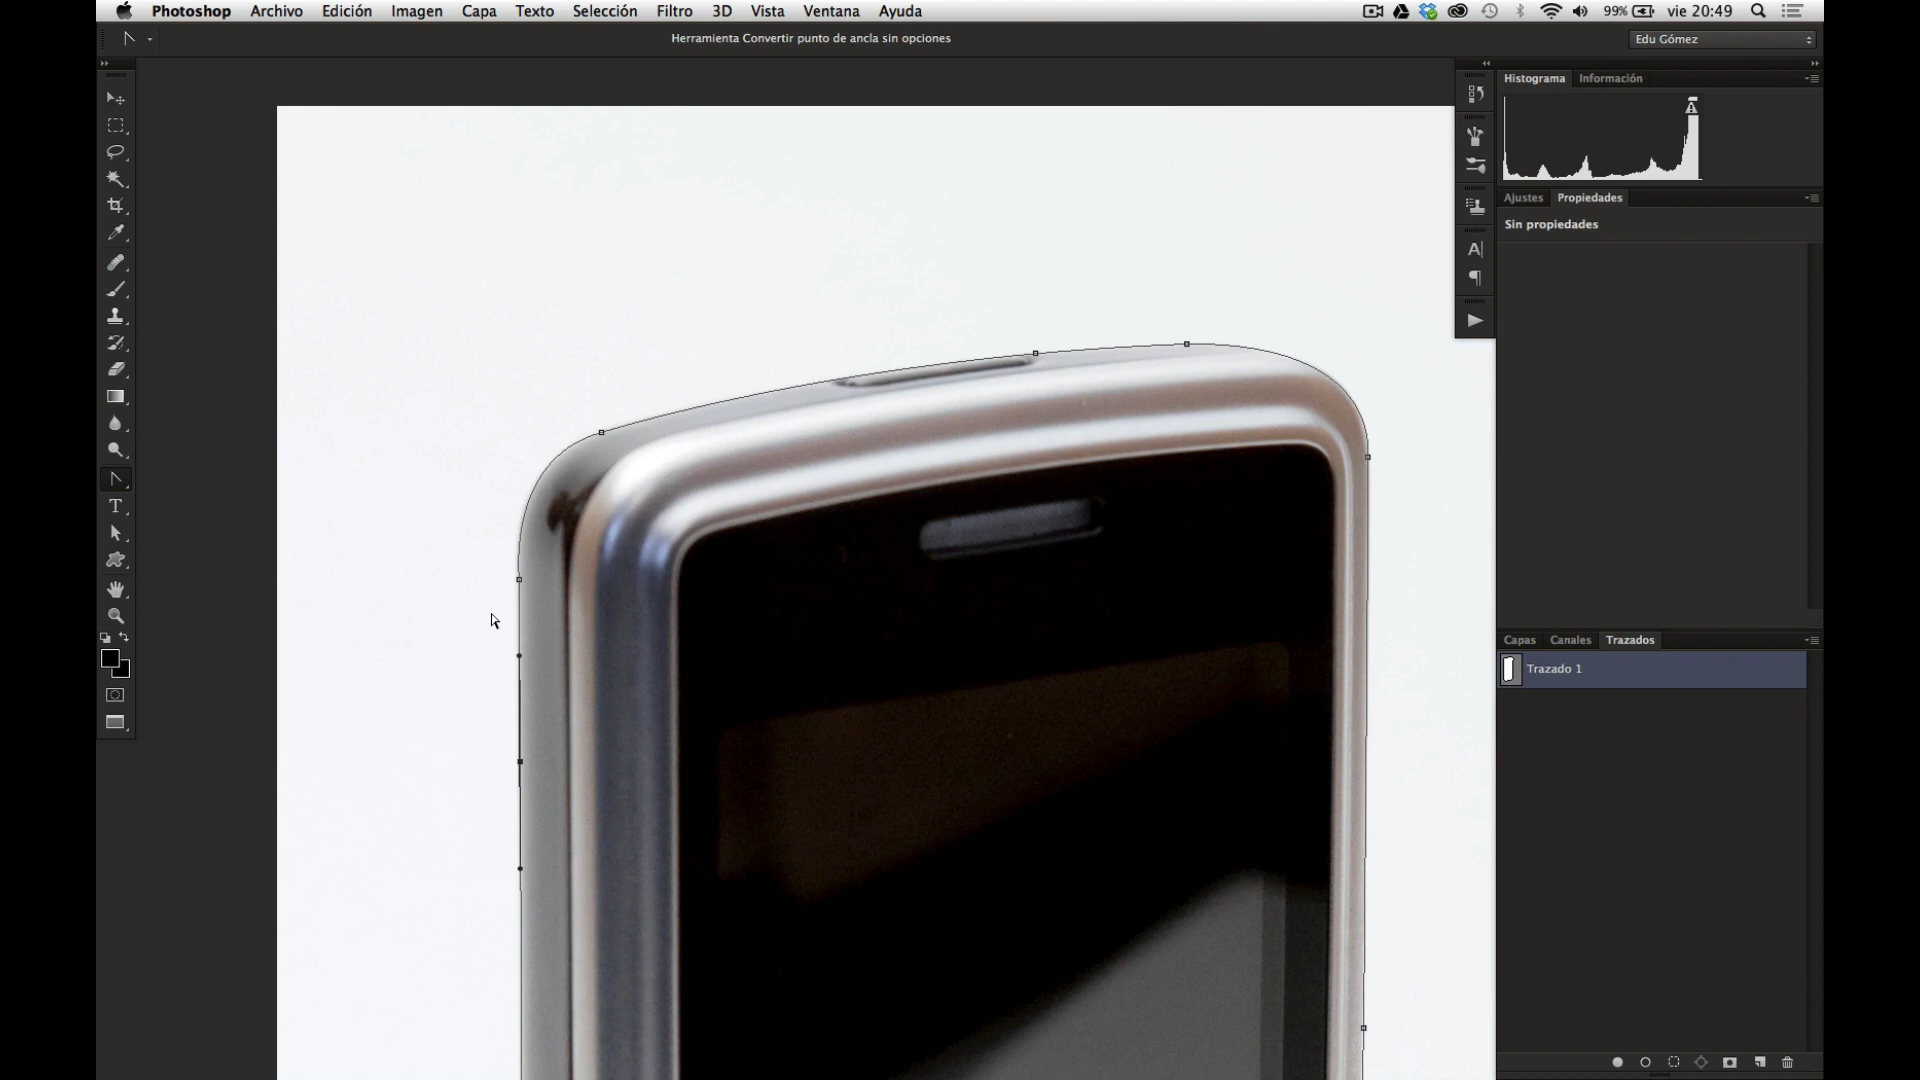 Photoshop Archivo Edición Imagen Capa Texto Selección Filtro 3D Vista Ventana Ayuda 99% vie 20:49
Herramienta Convertir punto de ancla sin opciones
Edu Gómez
Histograma Información
Ajustes Propiedades
Sin propiedades
Capas Canales Trazados
Trazado 1